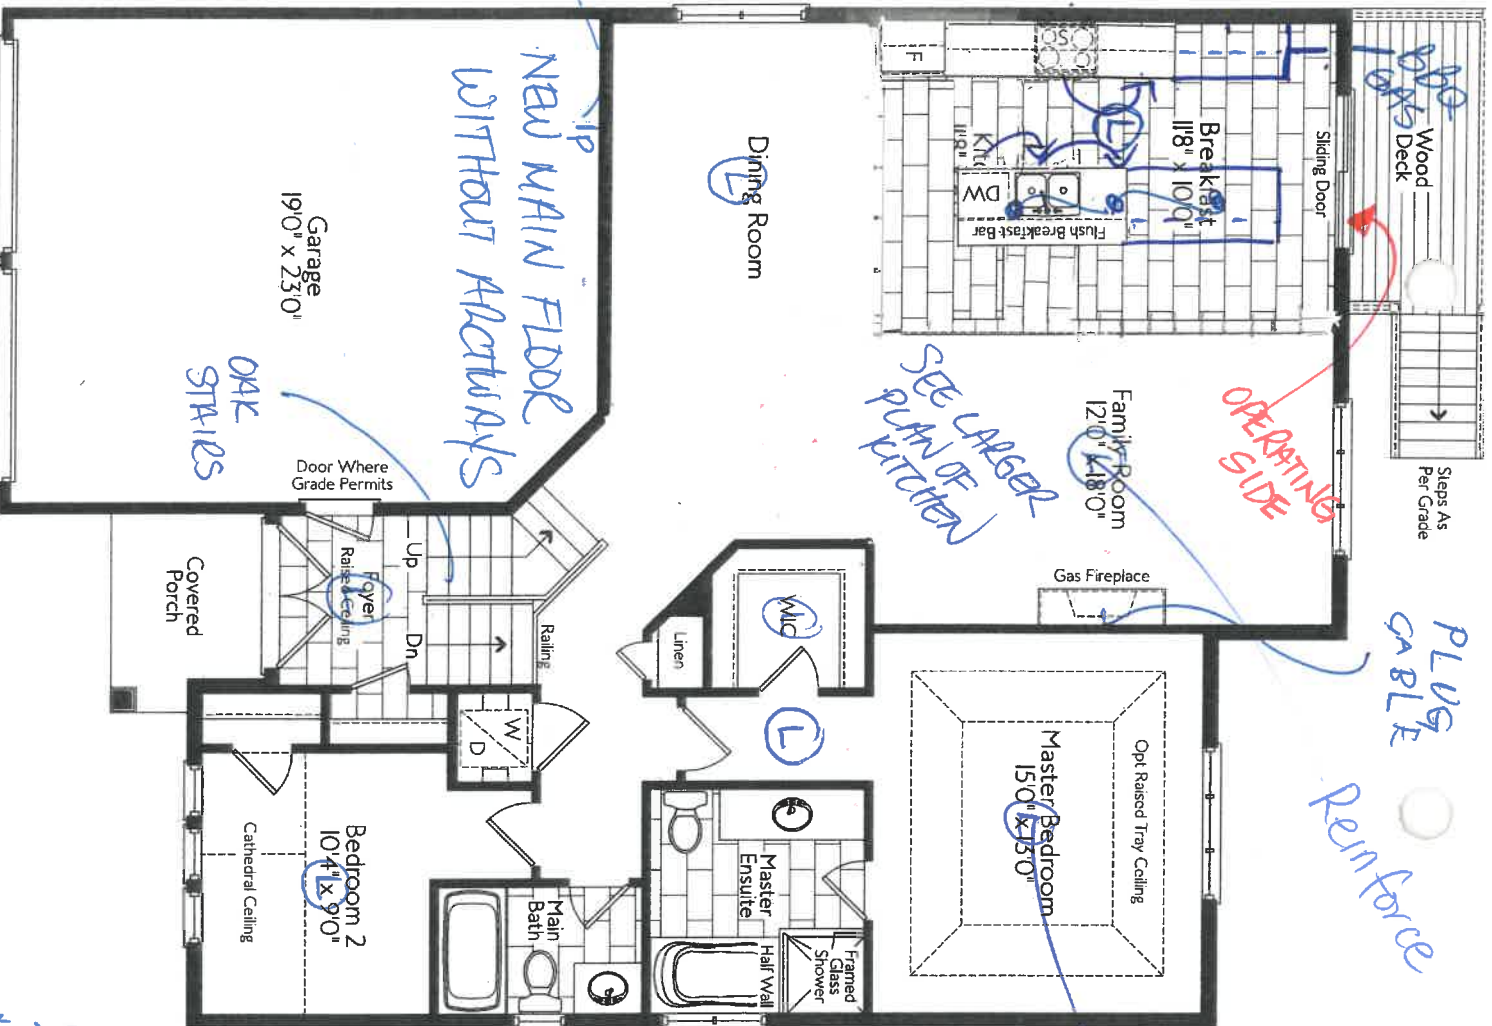 BBQ
GAS
Wood
Deck
Steps As
Per Grade
PLUG
GABLE
Reinforce
Sliding Door
OPERATING
SIDE
Breakfast
11'8" x 10'0"
L
F
S
DW
Flush Breakfast Bar
11'8"
Family Room
12'0" x 18'0"
L
Gas Fireplace
SEE LARGER
PLAN OF
KITCHEN
Dining Room
L
Opt Raised Tray Ceiling
Master Bedroom
15'0" x 13'0"
WIC
L
Linen
L
Master
Ensuite
Framed
Glass
Shower
Half Wall
Main
Bath
NEW MAIN FLOOR
WITHOUT ARCHWAYS
Garage
19'0" x 23'0"
OAK
STAIRS
Door Where
Grade Permits
Up
Dn
Railing
Foyer
Raised Ceiling
L
Covered
Porch
W
D
Bedroom 2
10'4" x 9'0"
L
Cathedral Ceiling